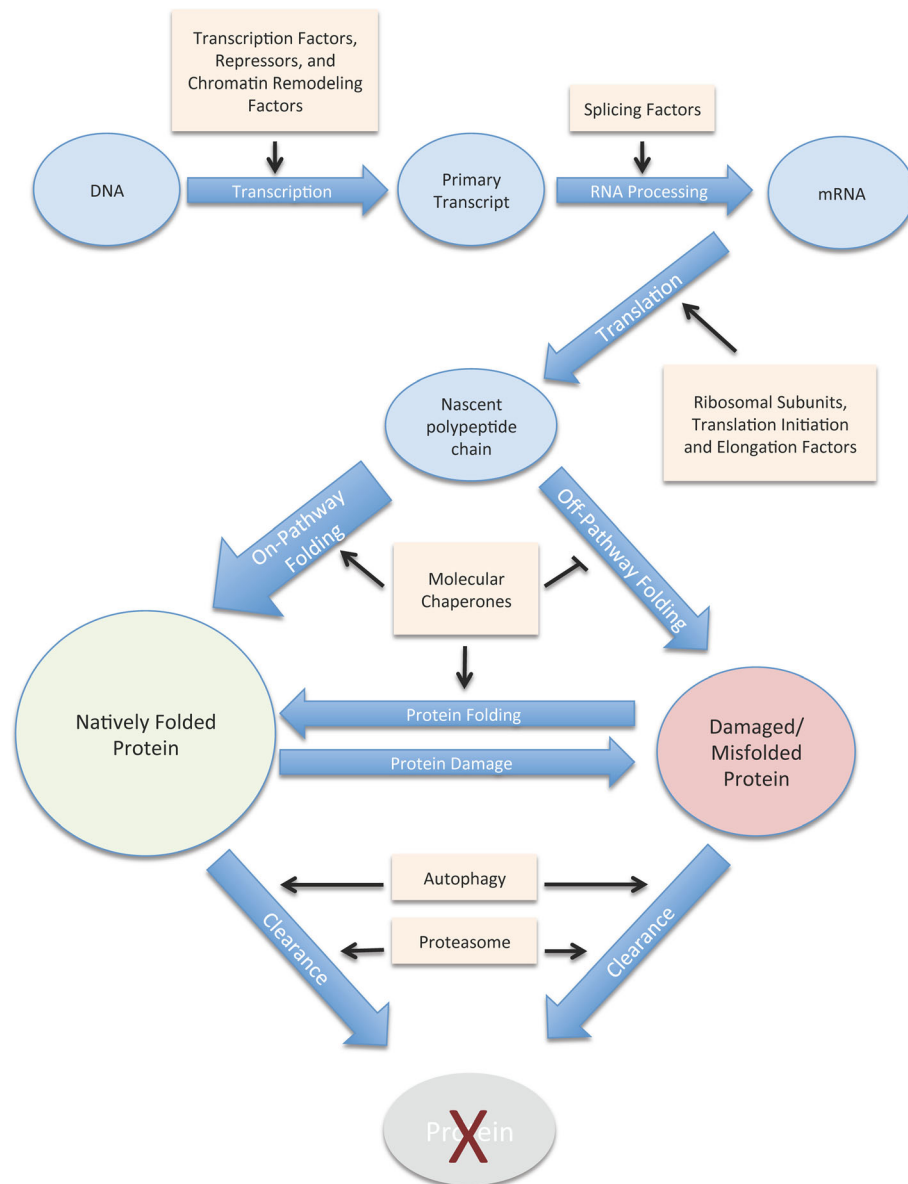 Transcription Factors,
Repressors, and
Chromatin Remodeling
Factors
Splicing Factors
DNA
Transcription
Primary
Transcript
RNA Processing
mRNA
Translation
Nascent
polypeptide
chain
Ribosomal Subunits,
Translation Initiation
and Elongation Factors
On-Pathway
Folding
Off-Pathway Folding
Molecular
Chaperones
Natively Folded
Protein
Protein Folding
Protein Damage
Damaged/
Misfolded
Protein
Autophagy
Proteasome
Clearance
Clearance
Protein
X